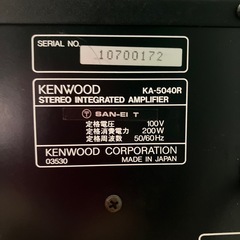 SERIAL NO. 10700172
KENWOOD KA-5040R
STEREO INTEGRATED AMPLIFIER
SAN-EI T
定格電圧 100V
定格消費電力 200W
定格周波数 50/60Hz
KENWOOD CORPORATION
03530 MADE IN JAPAN